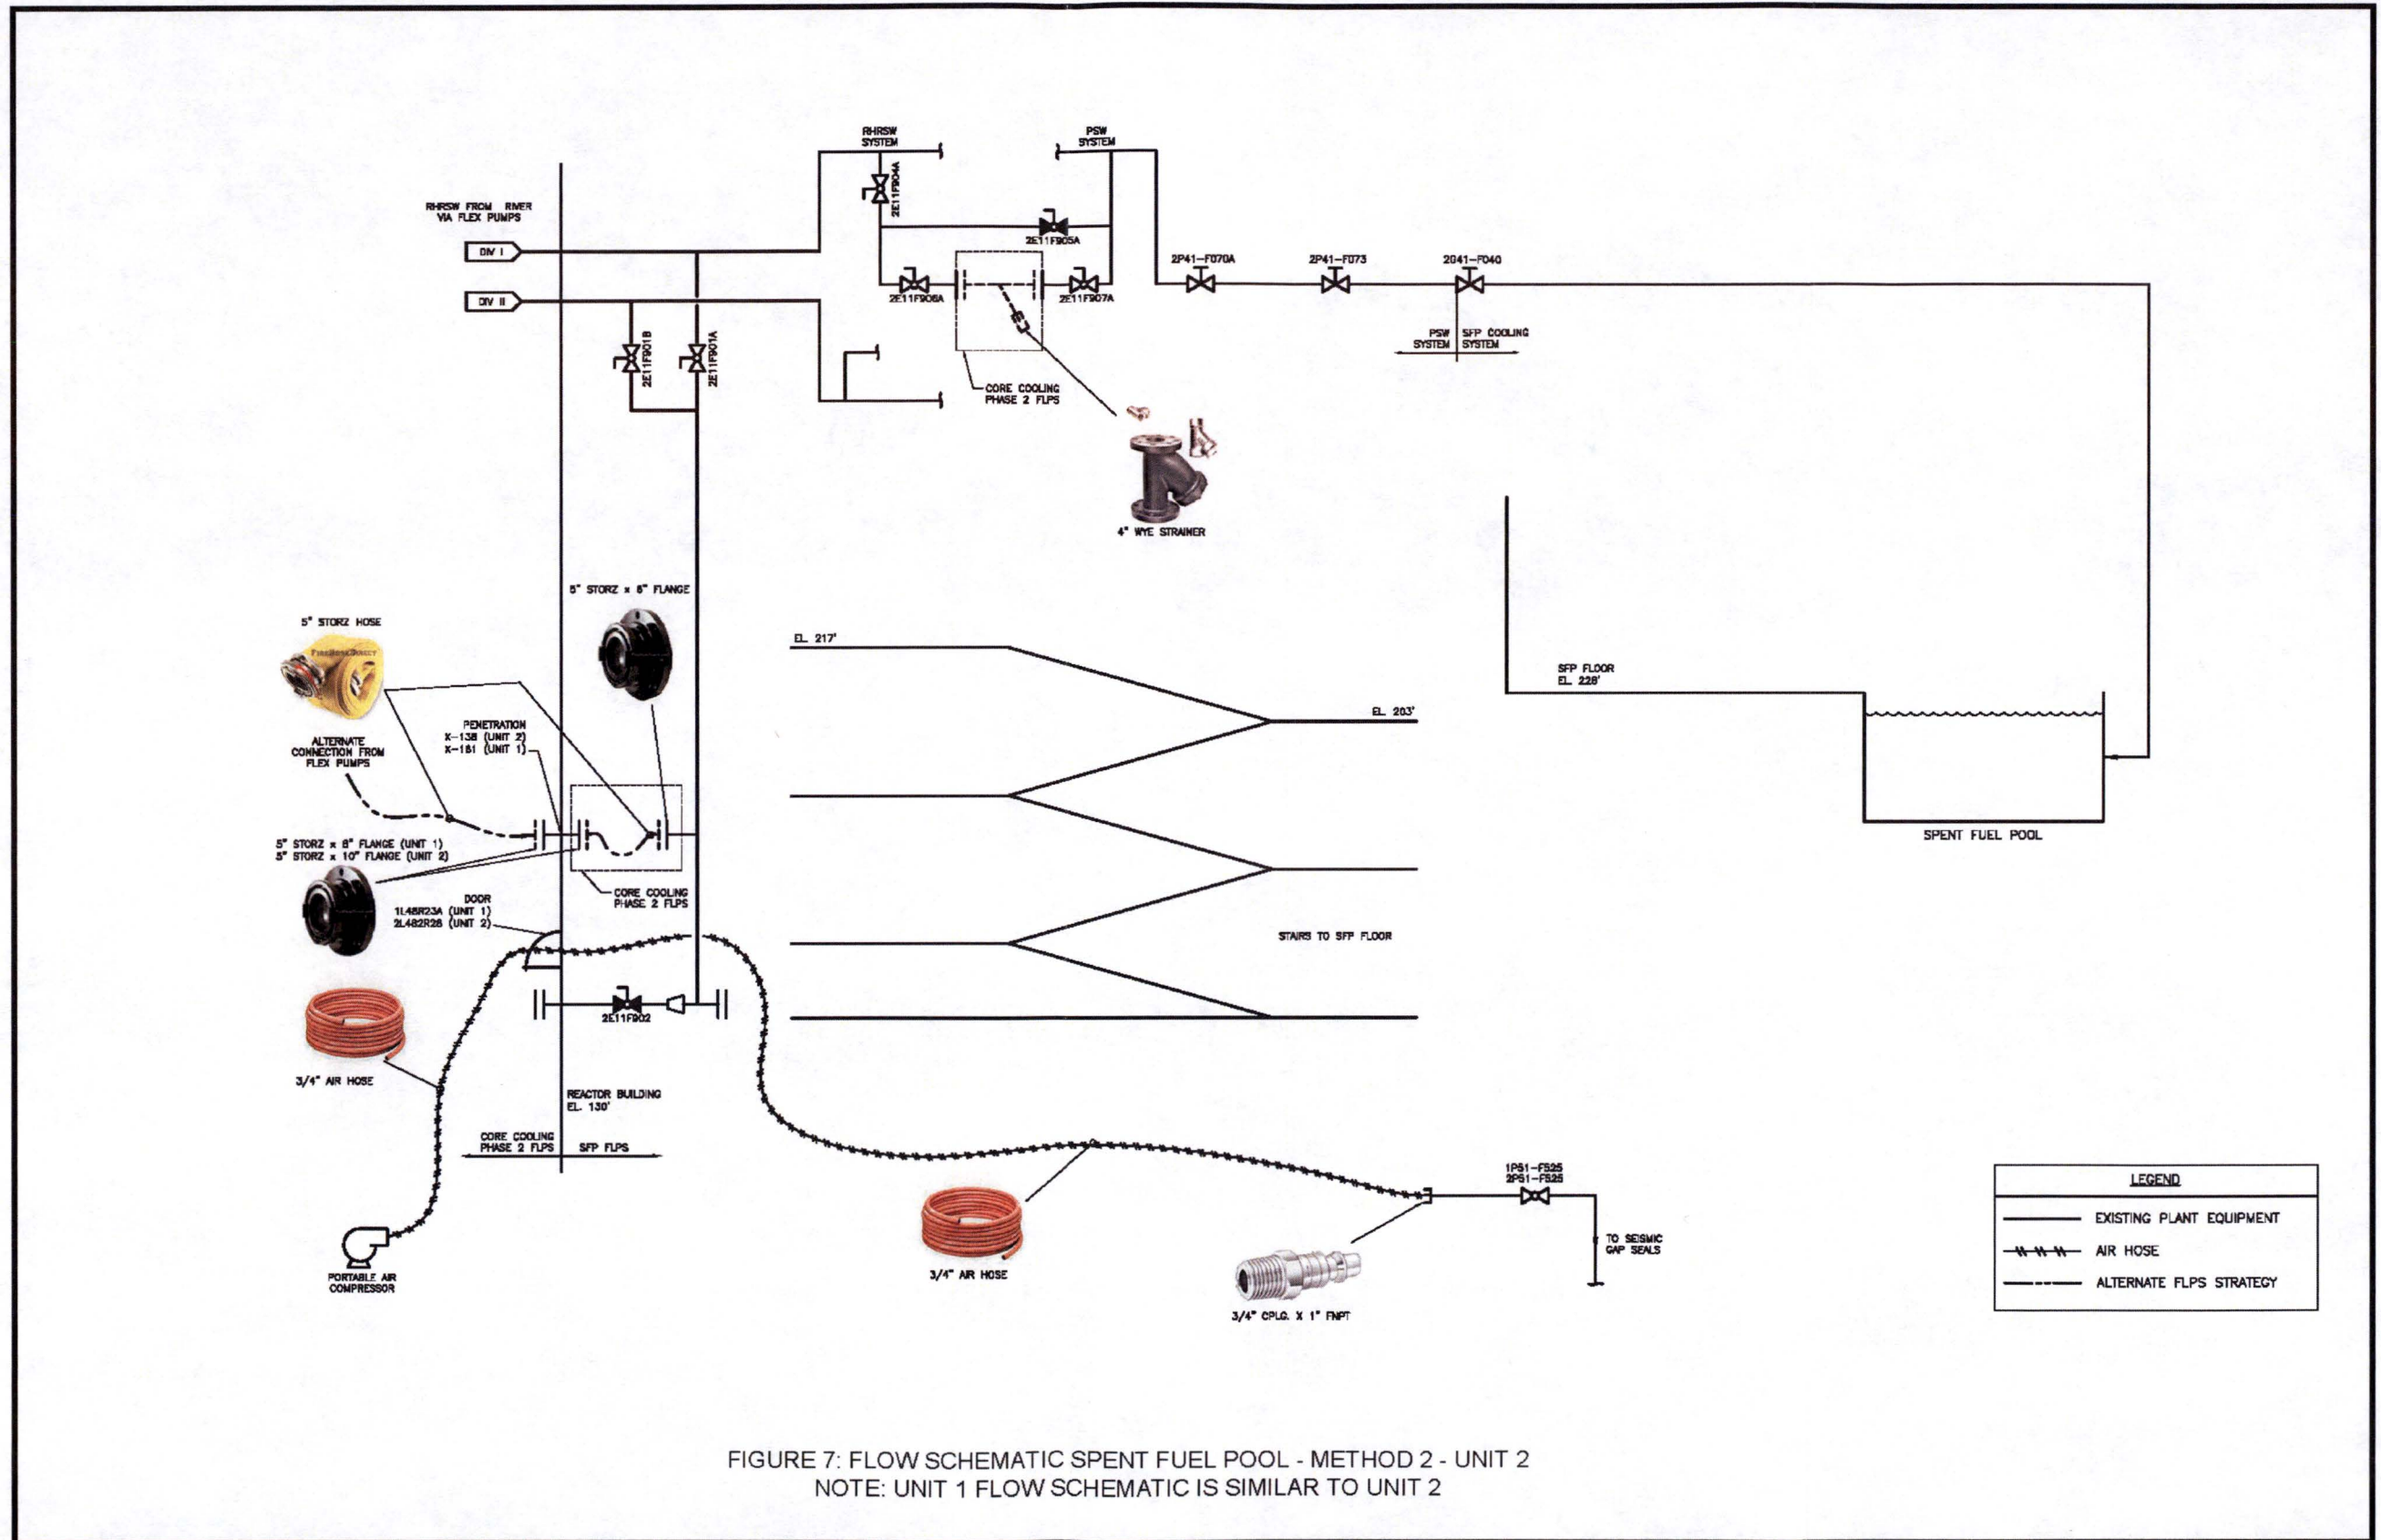 RHRSW
SYSTEM
PSW
SYSTEM
2E11F904A
RHRSW FROM RIVER
VIA FLEX PUMPS
DIV I
DIV II
2E11F905A
2P41-F070A
2P41-F073
2G41-F040
2E11F906A
2E11F907A
PSW
SYSTEM
SFP COOLING
SYSTEM
2E11F901B
2E11F901A
CORE COOLING
PHASE 2 FLPS
4" WYE STRAINER
5" STORZ x 6" FLANGE
5" STORZ HOSE
FIREHOSEDIRECT
EL. 217'
SFP FLOOR
EL. 228'
EL. 203'
PENETRATION
X-138 (UNIT 2)
X-181 (UNIT 1)
ALTERNATE
CONNECTION FROM
FLEX PUMPS
5" STORZ x 8" FLANGE (UNIT 1)
5" STORZ x 10" FLANGE (UNIT 2)
SPENT FUEL POOL
CORE COOLING
PHASE 2 FLPS
DOOR
1L48R23A (UNIT 1)
2L482R28 (UNIT 2)
STAIRS TO SFP FLOOR
2E11F902
3/4" AIR HOSE
REACTOR BUILDING
EL. 130'
CORE COOLING
PHASE 2 FLPS
SFP FLPS
1P51-F525
2P51-F525
TO SEISMIC
GAP SEALS
PORTABLE AIR
COMPRESSOR
3/4" AIR HOSE
3/4" CPLG. X 1" FNPT
LEGEND
EXISTING PLANT EQUIPMENT
AIR HOSE
ALTERNATE FLPS STRATEGY
FIGURE 7: FLOW SCHEMATIC SPENT FUEL POOL - METHOD 2 - UNIT 2
NOTE: UNIT 1 FLOW SCHEMATIC IS SIMILAR TO UNIT 2